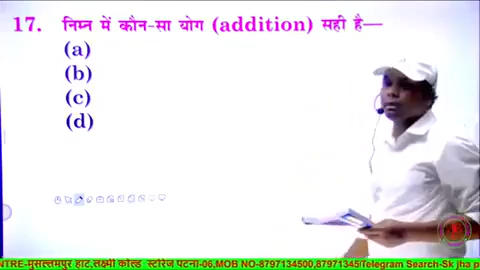 17. निम्न में कौन-सा योग (addition) सही है—
(a)
(b)
(c)
(d)
NTRE-मुसल्लमपुर हाट,लक्ष्मी कोल्ड स्टोरेज पटना-06,MOB NO-8797134500,87971345/Telegram Search-Sk jha p